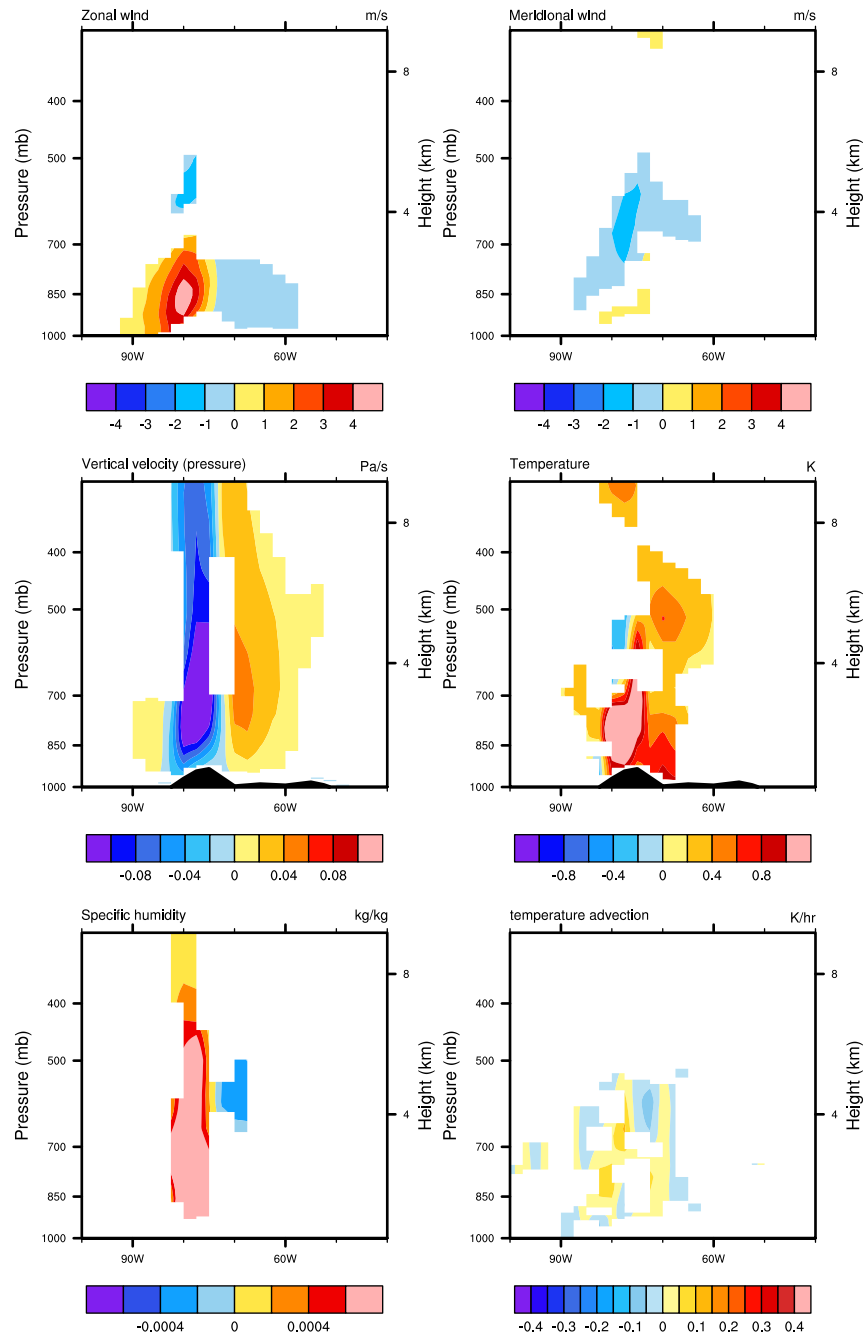 Zonal wind m/s
Pressure (mb)
400
500
700
850
1000
8
4
Height (km)
90W 60W
-4 -3 -2 -1 0 1 2 3 4
Meridional wind m/s
Pressure (mb)
400
500
700
850
1000
8
4
Height (km)
90W 60W
-4 -3 -2 -1 0 1 2 3 4
Vertical velocity (pressure) Pa/s
Pressure (mb)
400
500
700
850
1000
8
4
Height (km)
90W 60W
-0.08 -0.04 0 0.04 0.08
Temperature K
Pressure (mb)
400
500
700
850
1000
8
4
Height (km)
90W 60W
-0.8 -0.4 0 0.4 0.8
Specific humidity kg/kg
Pressure (mb)
400
500
700
850
1000
8
4
Height (km)
90W 60W
-0.0004 0 0.0004
temperature advection K/hr
Pressure (mb)
400
500
700
850
1000
8
4
Height (km)
90W 60W
-0.4 -0.3 -0.2 -0.1 0 0.1 0.2 0.3 0.4